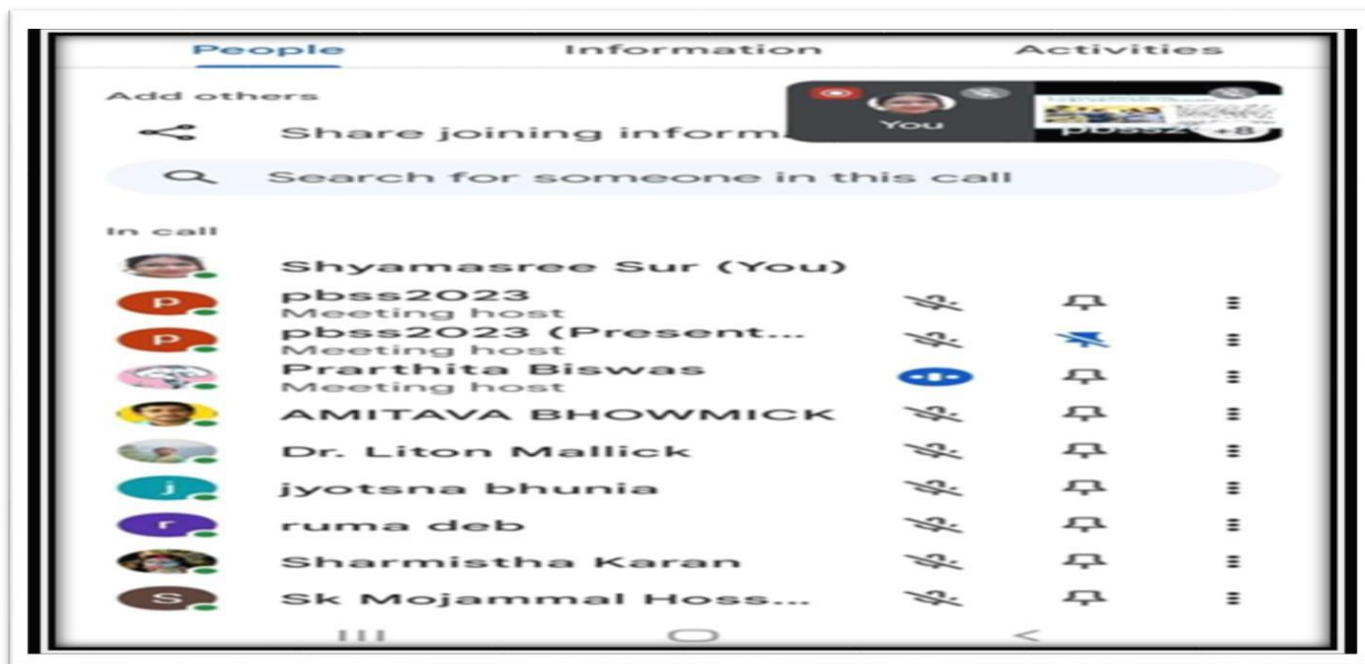 People Information Activities
Add others
Share joining inform...
You
pbss2
+8
Search for someone in this call
In call
Shyamasree Sur (You)
P
pbss2023
Meeting host
P
pbss2023 (Present...
Meeting host
Prarthita Biswas
Meeting host
AMITAVA BHOWMICK
Dr. Liton Mallick
j
jyotsna bhunia
r
ruma deb
Sharmistha Karan
S
Sk Mojammal Hoss...